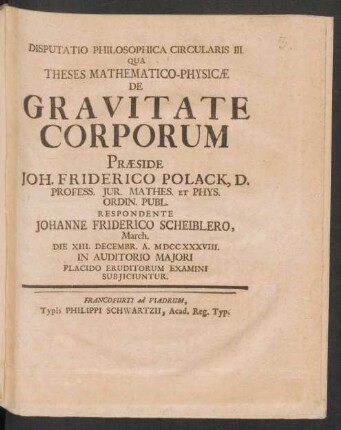 DISPUTATIO PHILOSOPHICA CIRCULARIS III.
QUA
THESES MATHEMATICO-PHYSICÆ
DE
GRAVITATE
CORPORUM
PRÆSIDE
JOH. FRIDERICO POLACK, D.
PROFESS. JUR. MATHES. ET PHYS.
ORDIN. PUBL.
RESPONDENTE
JOHANNE FRIDERICO SCHEIBLERO,
March.
DIE XIII. DECEMBR. A. MDCCXXXVIII.
IN AUDITORIO MAJORI
PLACIDO ERUDITORUM EXAMINI
SUBJICIUNTUR.
FRANCOFURTI ad VIADRUM,
Typis PHILIPPI SCHWARTZII, Acad. Reg. Typ.